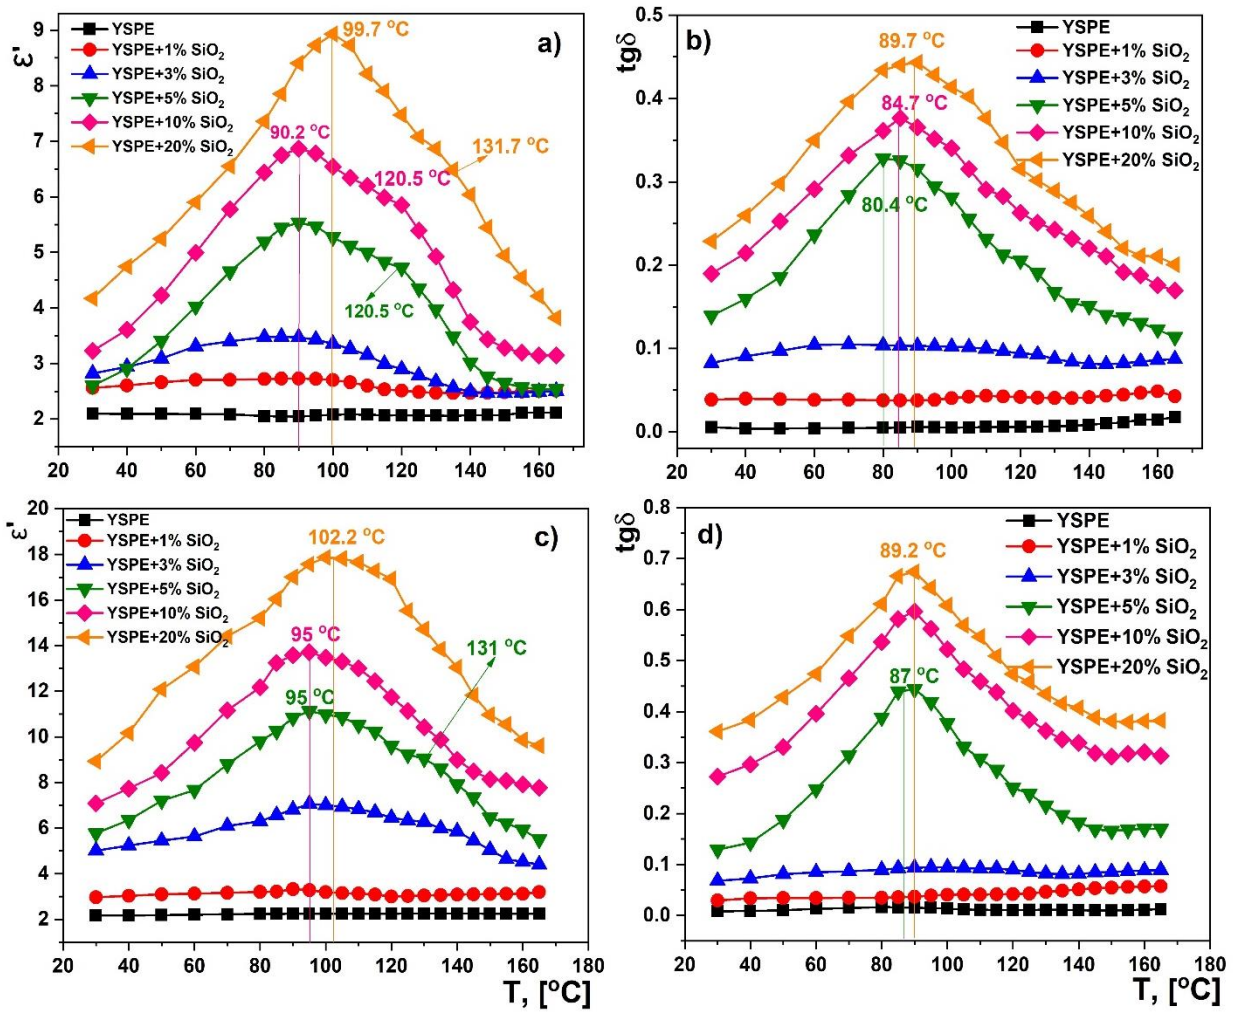 a)
ε'
YSPE
YSPE+1% SiO₂
YSPE+3% SiO₂
YSPE+5% SiO₂
YSPE+10% SiO₂
YSPE+20% SiO₂
99.7 °C
90.2 °C
131.7 °C
120.5 °C
120.5 °C
9
8
7
6
5
4
3
2
20 40 60 80 100 120 140 160
b)
tgδ
YSPE
YSPE+1% SiO₂
YSPE+3% SiO₂
YSPE+5% SiO₂
YSPE+10% SiO₂
YSPE+20% SiO₂
89.7 °C
84.7 °C
80.4 °C
0.5
0.4
0.3
0.2
0.1
0.0
20 40 60 80 100 120 140 160
c)
ε'
YSPE
YSPE+1% SiO₂
YSPE+3% SiO₂
YSPE+5% SiO₂
YSPE+10% SiO₂
YSPE+20% SiO₂
102.2 °C
95 °C
131 °C
95 °C
20
18
16
14
12
10
8
6
4
2
20 40 60 80 100 120 140 160 180
T, [°C]
d)
tgδ
YSPE
YSPE+1% SiO₂
YSPE+3% SiO₂
YSPE+5% SiO₂
YSPE+10% SiO₂
YSPE+20% SiO₂
89.2 °C
87 °C
0.8
0.7
0.6
0.5
0.4
0.3
0.2
0.1
0.0
20 40 60 80 100 120 140 160 180
T, [°C]